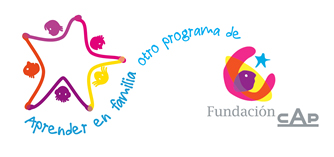 Aprender en familia otro programa de
Fundación
CAP